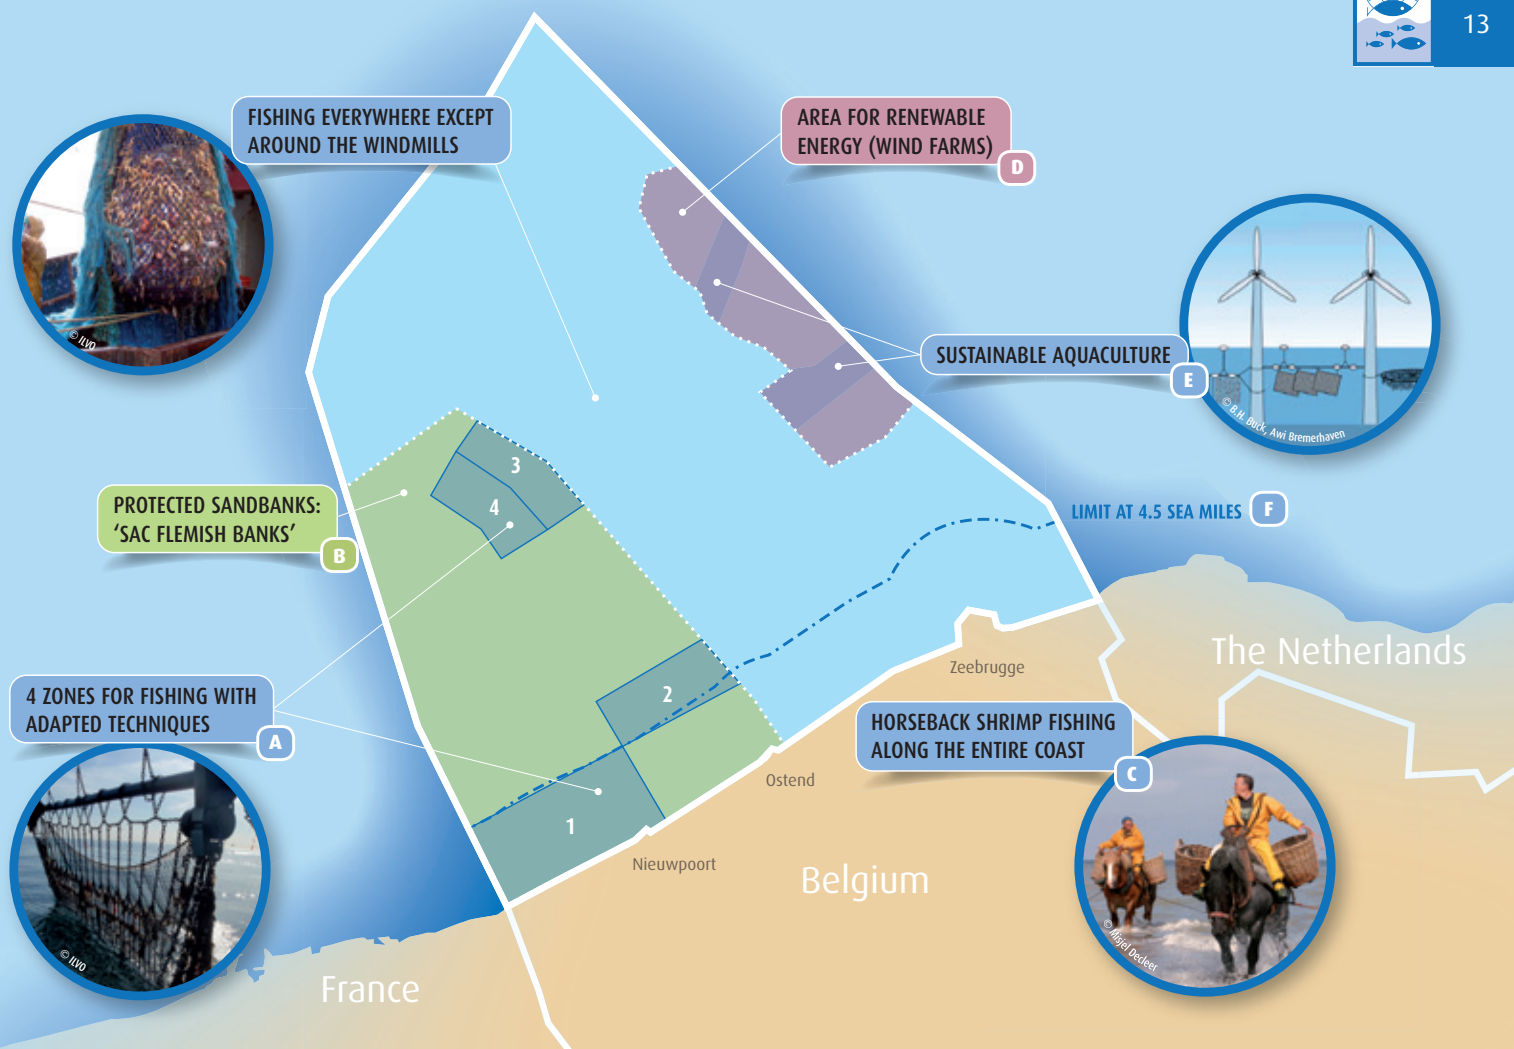 13
FISHING EVERYWHERE EXCEPT
AROUND THE WINDMILLS
AREA FOR RENEWABLE
ENERGY (WIND FARMS)
D
© ILVO
SUSTAINABLE AQUACULTURE
E
© B.H. Buck, Awi Bremerhaven
3
4
PROTECTED SANDBANKS:
‘SAC FLEMISH BANKS’
B
LIMIT AT 4.5 SEA MILES
F
The Netherlands
Zeebrugge
4 ZONES FOR FISHING WITH
ADAPTED TECHNIQUES
A
2
HORSEBACK SHRIMP FISHING
ALONG THE ENTIRE COAST
C
Ostend
1
Nieuwpoort
Belgium
© ILVO
© Misjel Decleer
France